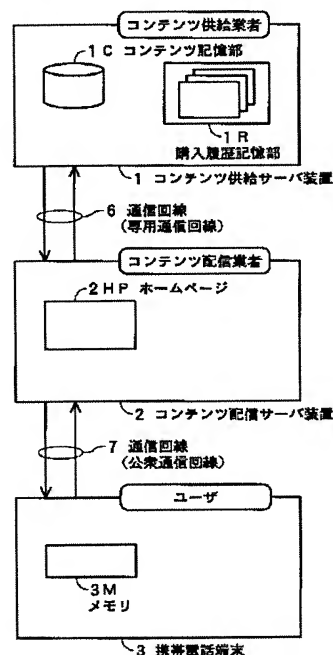 コンテンツ供給業者
1C コンテンツ記憶部
1R
購入履歴記憶部
1 コンテンツ供給サーバ装置
6 通信回線
(専用通信回線)
コンテンツ配信業者
2HP ホームページ
2 コンテンツ配信サーバ装置
7 通信回線
(公衆通信回線)
ユーザ
3M
メモリ
3 携帯電話端末